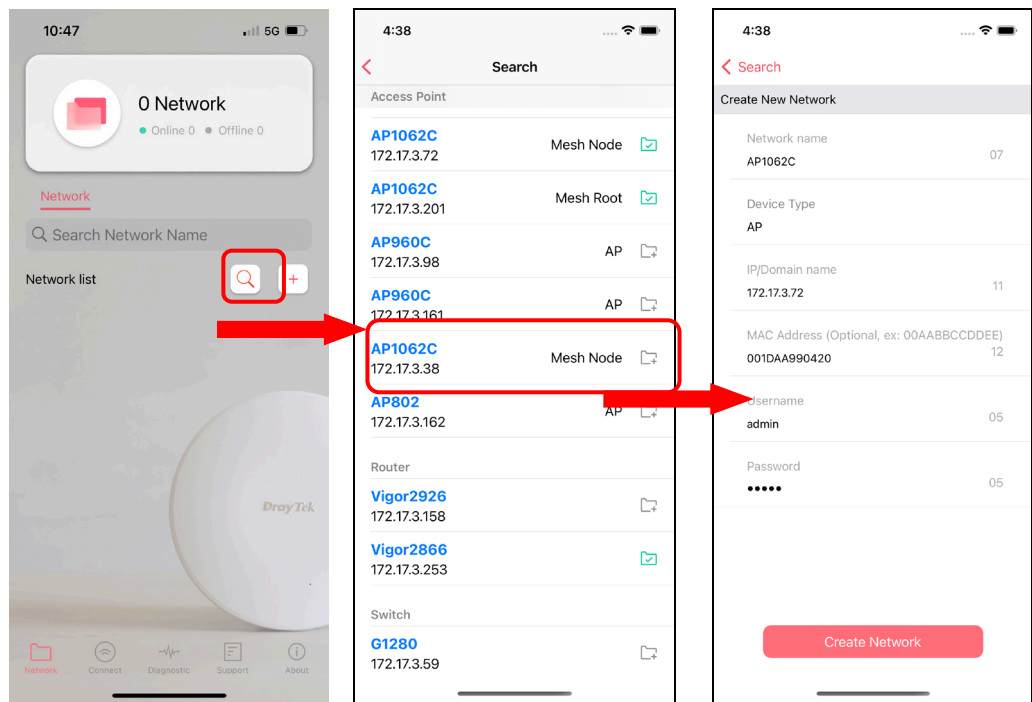 10:47
5G
0 Network
Online 0 Offline 0
Network
Search Network Name
Network list
+
DrayTek
Network Connect Diagnostic Support About
4:38
Search
Access Point
AP1062C
172.17.3.72
Mesh Node
AP1062C
172.17.3.201
Mesh Root
AP960C
172.17.3.98
AP
AP960C
172.17.3.161
AP
AP1062C
172.17.3.38
Mesh Node
AP802
172.17.3.162
AP
Router
Vigor2926
172.17.3.158
Vigor2866
172.17.3.253
Switch
G1280
172.17.3.59
4:38
Search
Create New Network
Network name
AP1062C
07
Device Type
AP
IP/Domain name
172.17.3.72
11
MAC Address (Optional, ex: 00AABBCCDDEE)
001DAA990420
12
Username
admin
05
Password
•••••
05
Create Network